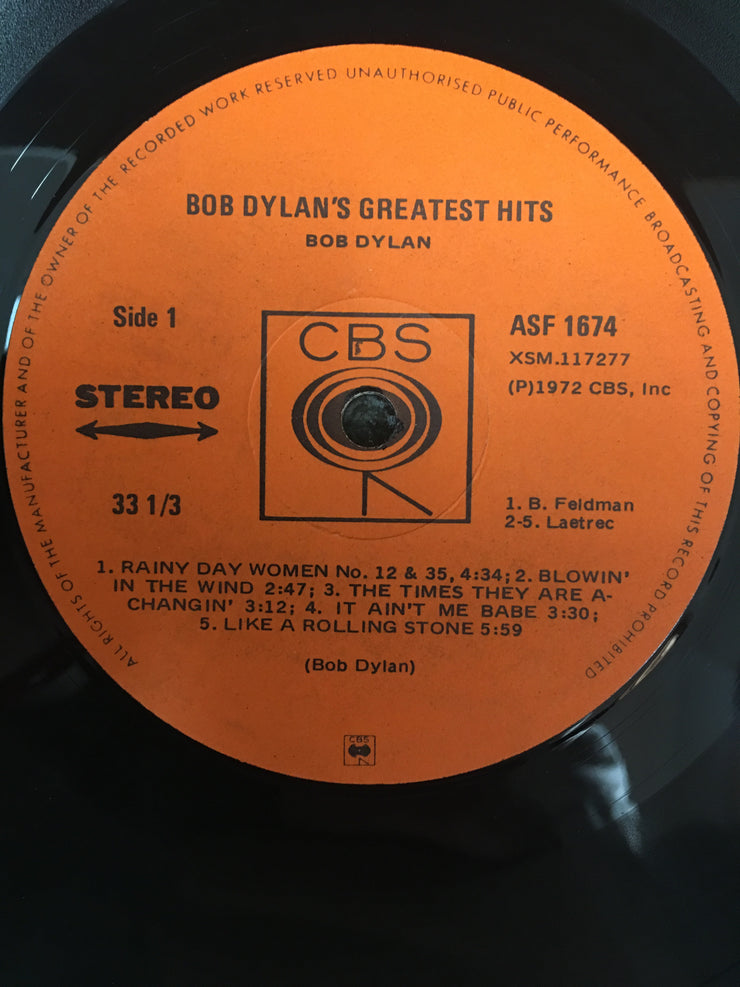 ALL RIGHTS OF THE MANUFACTURER AND OF THE OWNER OF THE RECORDED WORK RESERVED UNAUTHORISED PUBLIC PERFORMANCE BROADCASTING AND COPYING OF THIS RECORD PROHIBITED
BOB DYLAN'S GREATEST HITS
BOB DYLAN
Side 1
STEREO
33 1/3
CBS
ASF 1674
XSM.117277
(P)1972 CBS, Inc
1. B. Feldman
2-5. Laetrec
1. RAINY DAY WOMEN No. 12 & 35, 4:34; 2. BLOWIN'
IN THE WIND 2:47; 3. THE TIMES THEY ARE A-
CHANGIN' 3:12; 4. IT AIN'T ME BABE 3:30;
5. LIKE A ROLLING STONE 5:59
(Bob Dylan)
CBS